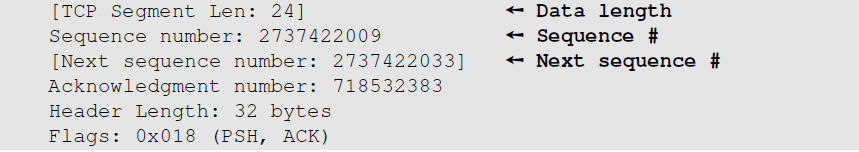 [TCP Segment Len: 24] ← Data length
Sequence number: 2737422009 ← Sequence #
[Next sequence number: 2737422033] ← Next sequence #
Acknowledgment number: 718532383
Header Length: 32 bytes
Flags: 0x018 (PSH, ACK)